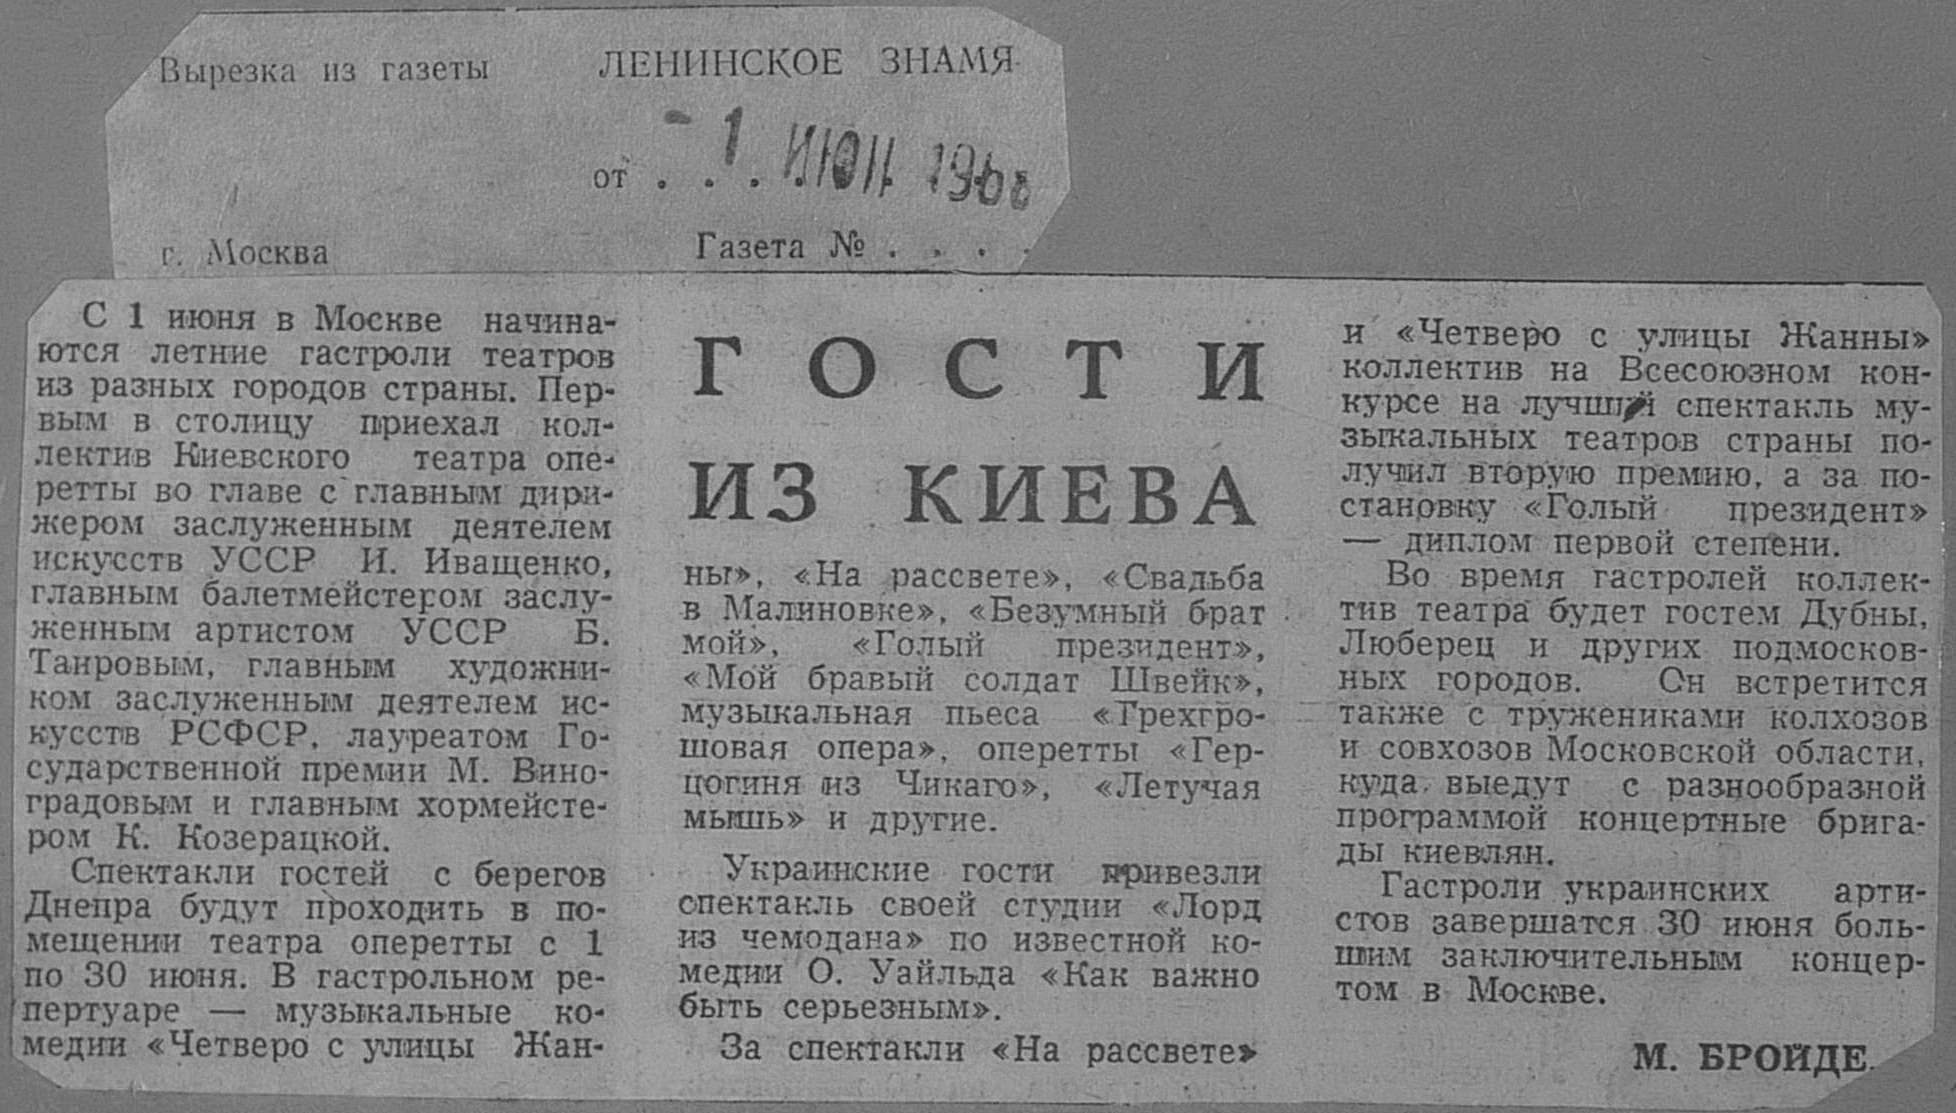 Вырезка из газеты ЛЕНИНСКОЕ ЗНАМЯ
от . . 1 ИЮН 196
г. Москва Газета № . . . .
С 1 июня в Москве начина-
ются летние гастроли театров
из разных городов страны. Пер-
вым в столицу приехал кол-
лектив Киевского театра опе-
ретты во главе с главным дири-
жером заслуженным деятелем
искусств УССР И. Иващенко,
главным балетмейстером заслу-
женным артистом УССР Б.
Таировым, главным художни-
ком заслуженным деятелем ис-
кусств РСФСР, лауреатом Го-
сударственной премии М. Вино-
градовым и главным хормейсте-
ром К. Козерацкой.
Спектакли гостей с берегов
Днепра будут проходить в по-
мещении театра оперетты с 1
по 30 июня. В гастрольном ре-
пертуаре — музыкальные ко-
медии «Четверо с улицы Жан-
ГОСТИ
ИЗ КИЕВА
ны», «На рассвете», «Свадьба
в Малиновке», «Безумный брат
мой», «Голый президент»,
«Мой бравый солдат Швейк»,
музыкальная пьеса «Трехгро-
шовая опера», оперетты «Гер-
цогиня из Чикаго», «Летучая
мышь» и другие.
Украинские гости привезли
спектакль своей студии «Лорд
из чемодана» по известной ко-
медии О. Уайльда «Как важно
быть серьезным».
За спектакли «На рассвете»
и «Четверо с улицы Жанны»
коллектив на Всесоюзном кон-
курсе на лучший спектакль му-
зыкальных театров страны по-
лучил вторую премию, а за по-
становку «Голый президент»
— диплом первой степени.
Во время гастролей коллек-
тив театра будет гостем Дубны,
Люберец и других подмосков-
ных городов. Он встретится
также с тружениками колхозов
и совхозов Московской области,
куда выедут с разнообразной
программой концертные брига-
ды киевлян.
Гастроли украинских арти-
стов завершатся 30 июня боль-
шим заключительным концер-
том в Москве.
М. БРОЙДЕ.